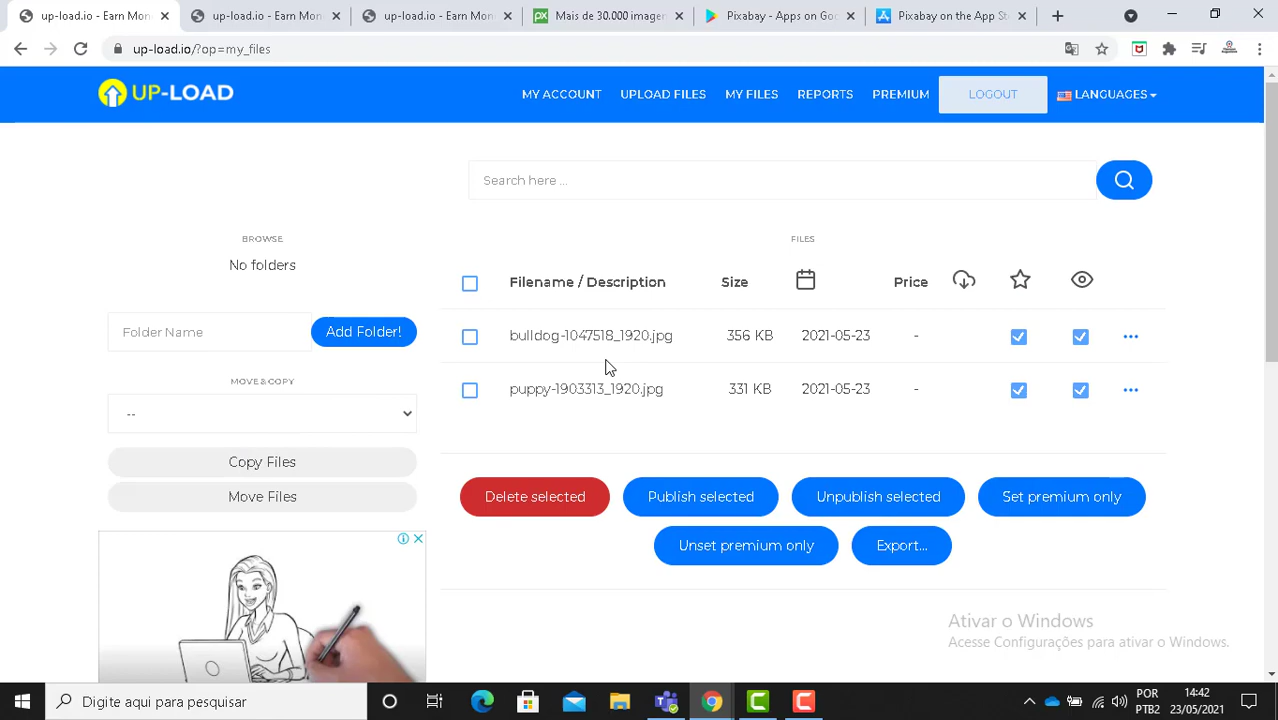 up-load.io - Earn Mon
up-load.io - Earn Mon
up-load.io - Earn Mon
Mais de 30.000 imagen
Pixabay - Apps on Goo
Pixabay on the App Sto
up-load.io/?op=my_files
UP-LOAD
MY ACCOUNT UPLOAD FILES MY FILES REPORTS PREMIUM LOGOUT LANGUAGES
Search here ...
BROWSE
No folders
Folder Name Add Folder!
MOVE & COPY
--
Copy Files
Move Files
FILES
Filename / Description Size Price
bulldog-1047518_1920.jpg 356 KB 2021-05-23 -
puppy-1903313_1920.jpg 331 KB 2021-05-23 -
Delete selected Publish selected Unpublish selected Set premium only
Unset premium only Export...
Ativar o Windows
Acesse Configurações para ativar o Windows.
Digite aqui para pesquisar
POR
PTB2
14:42
23/05/2021